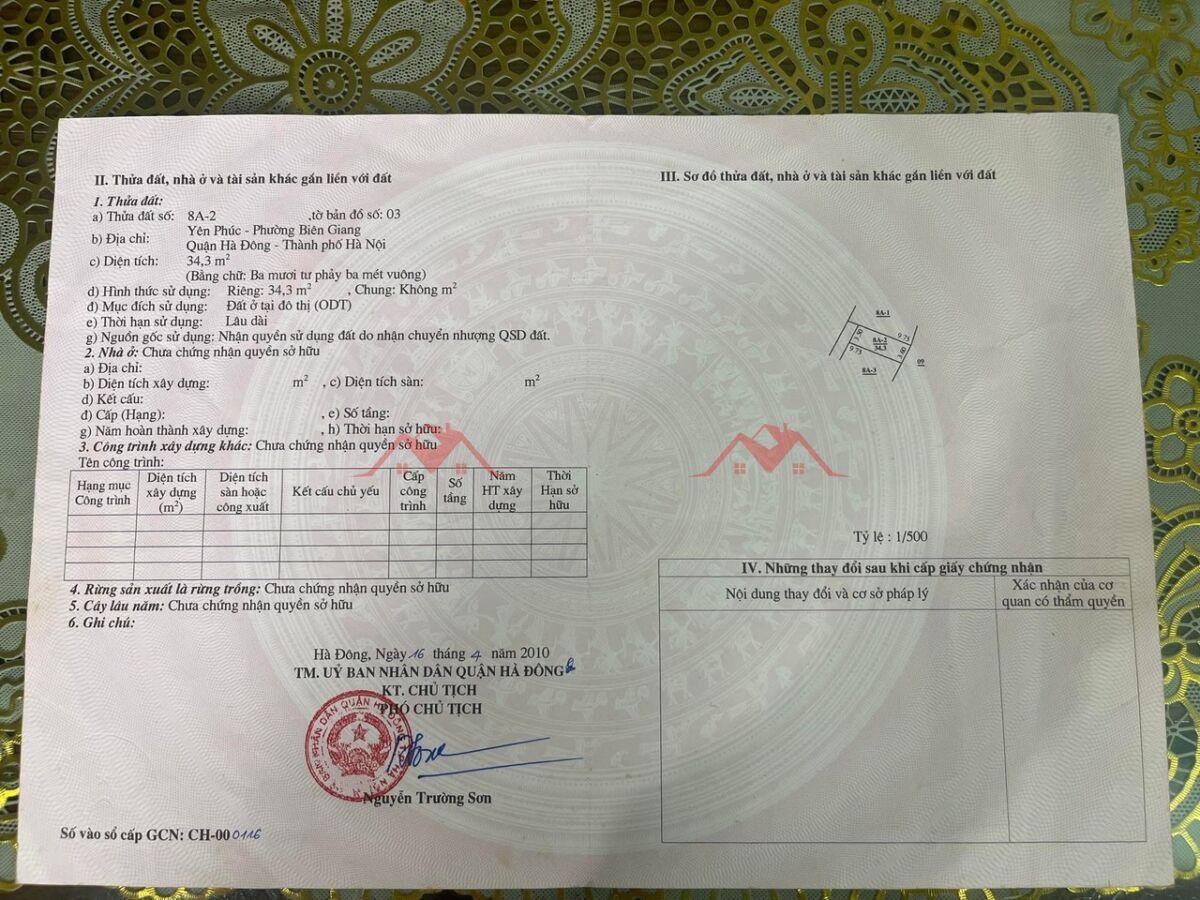 II. Thửa đất, nhà ở và tài sản khác gắn liền với đất
1. Thửa đất:
a) Thửa đất số: 8A-2 ,tờ bản đồ số: 03
b) Địa chỉ: Yên Phúc - Phường Biên Giang
Quận Hà Đông - Thành phố Hà Nội
c) Diện tích: 34,3 m²
(Bằng chữ: Ba mươi tư phảy ba mét vuông)
d) Hình thức sử dụng: Riêng: 34,3 m² , Chung: Không m²
đ) Mục đích sử dụng: Đất ở tại đô thị (ODT)
e) Thời hạn sử dụng: Lâu dài
g) Nguồn gốc sử dụng: Nhận quyền sử dụng đất do nhận chuyển nhượng QSD đất.
2. Nhà ở: Chưa chứng nhận quyền sở hữu
a) Địa chỉ:
b) Diện tích xây dựng: m² , c) Diện tích sàn: m²
d) Kết cấu:
đ) Cấp (Hạng): , e) Số tầng:
g) Năm hoàn thành xây dựng: , h) Thời hạn sở hữu:
3. Công trình xây dựng khác: Chưa chứng nhận quyền sở hữu
Tên công trình:
Hạng mục Công trình
Diện tích xây dựng (m²)
Diện tích sàn hoặc công xuất
Kết cấu chủ yếu
Cấp công trình
Số tầng
Năm HT xây dựng
Thời Hạn sở hữu
4. Rừng sản xuất là rừng trồng: Chưa chứng nhận quyền sở hữu
5. Cây lâu năm: Chưa chứng nhận quyền sở hữu
6. Ghi chú:
Hà Đông, Ngày 16 tháng 4 năm 2010
TM. UỶ BAN NHÂN DÂN QUẬN HÀ ĐÔNG
KT. CHỦ TỊCH
PHÓ CHỦ TỊCH
Nguyễn Trường Sơn
Số vào sổ cấp GCN: CH-00 0116
III. Sơ đồ thửa đất, nhà ở và tài sản khác gắn liền với đất
8A-1
9.73
8A-2
34.3
9.73
8A-3
09
Tỷ lệ : 1/500
IV. Những thay đổi sau khi cấp giấy chứng nhận
Nội dung thay đổi và cơ sở pháp lý
Xác nhận của cơ quan có thẩm quyền